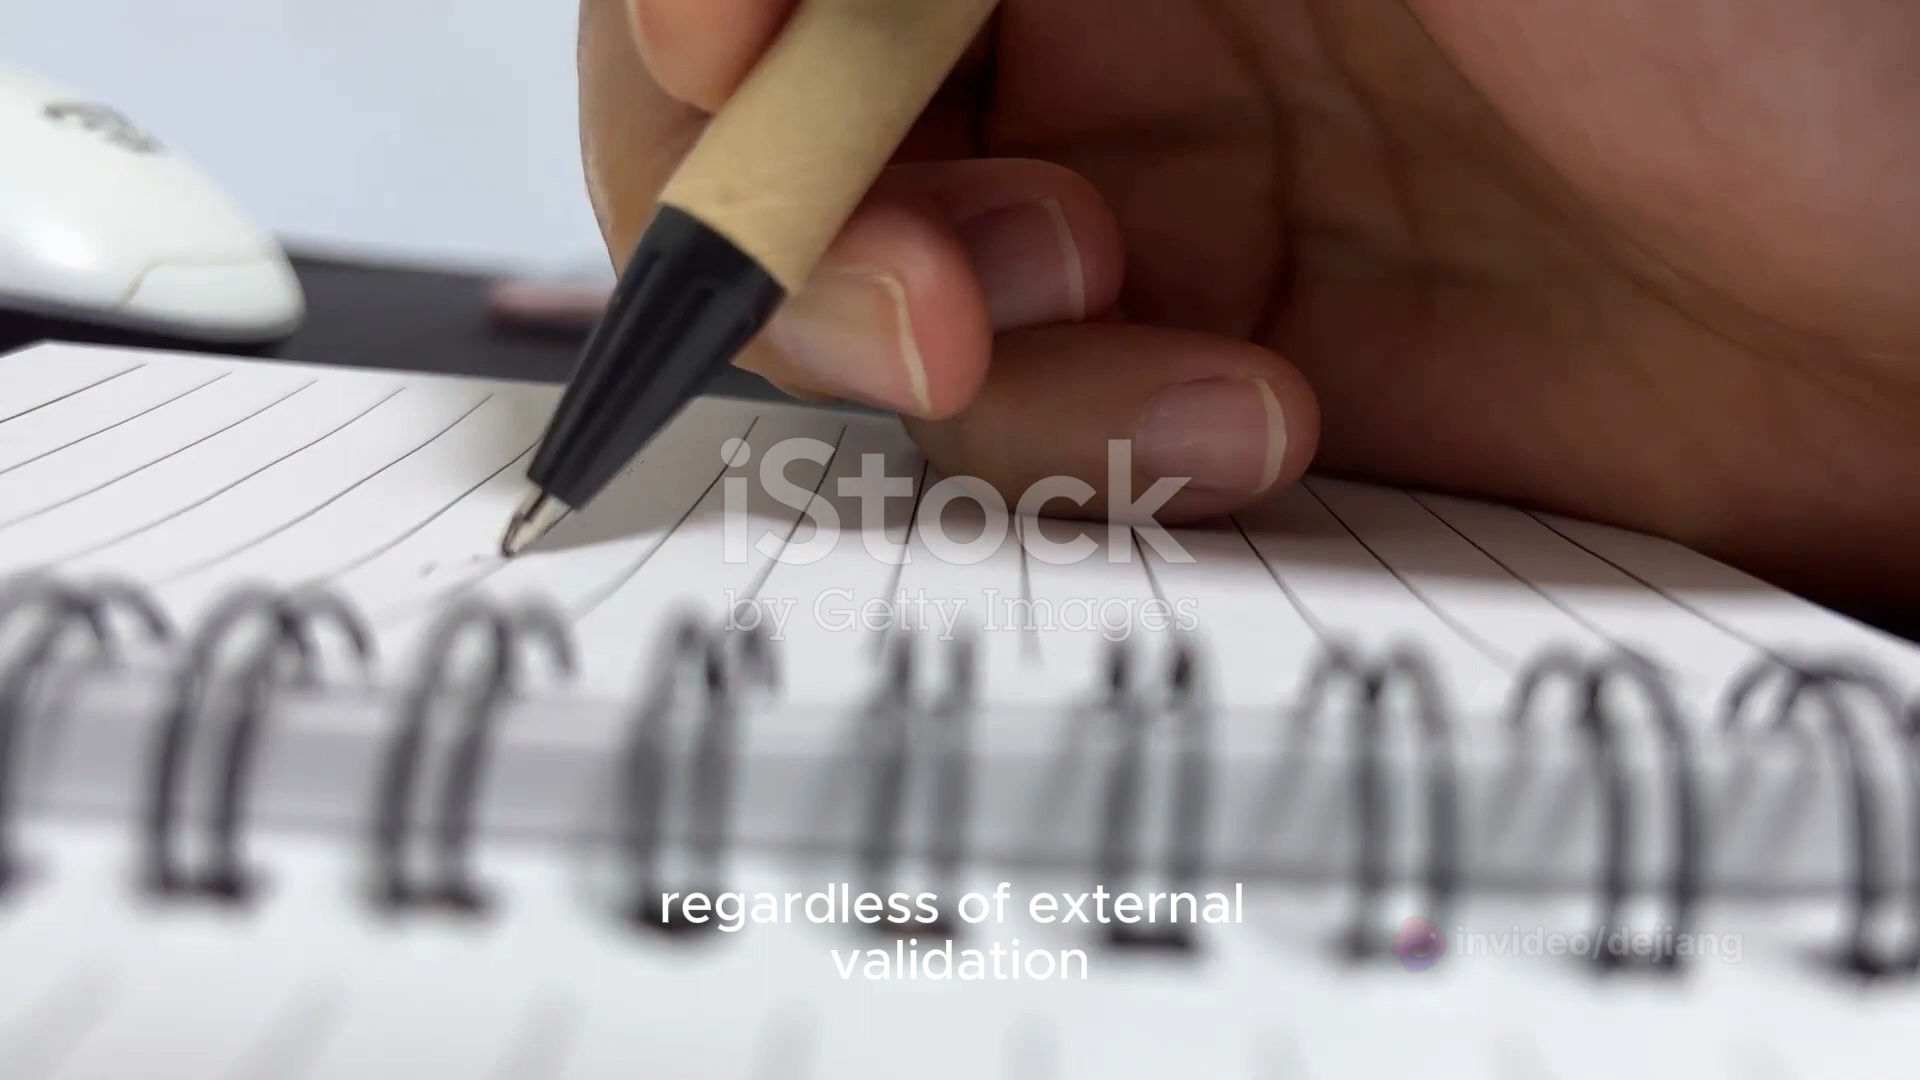 iStock
by Getty Images
regardless of external
validation
invideo/dejiang